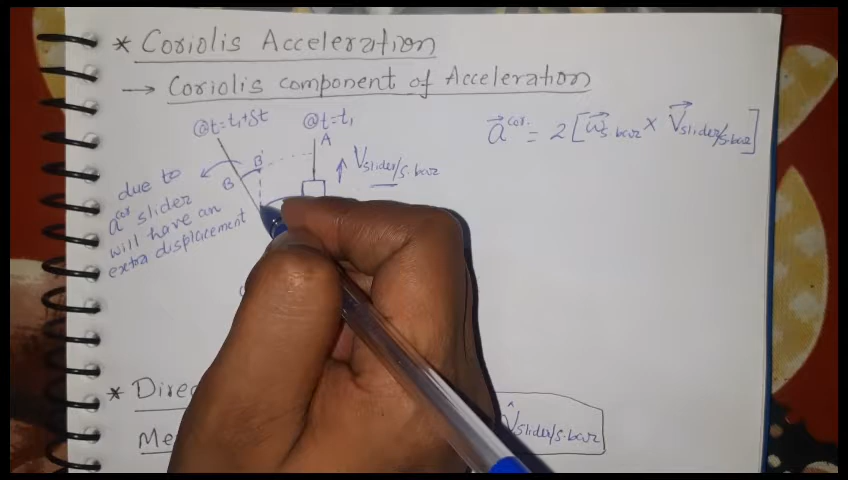 * Coriolis Acceleration
→ Coriolis component of Acceleration
@t=t₁+δt
@t=t₁
A
B'
B
V slider/s.bar
a⃗ cor. = 2 [ω⃗ s.bar × V⃗ slider/s.bar]
due to
a cor slider
will have an
extra displacement
* Direc
Me
V̂ slider/s.bar